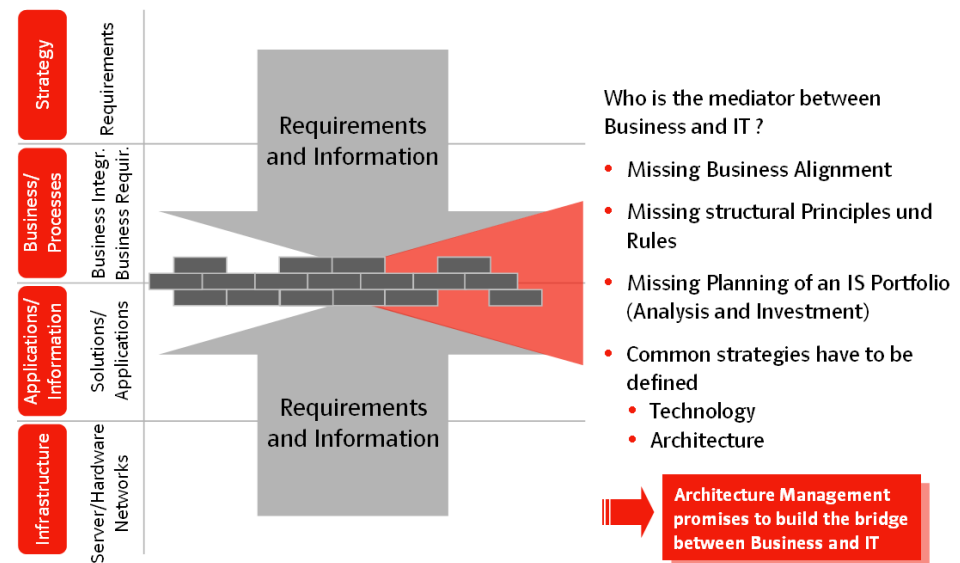 Strategy
Requirements
Business/
Processes
Business Integr.
Business Requir.
Applications/
Information
Solutions/
Applications
Infrastructure
Server/Hardware
Networks
Requirements
and Information
Requirements
and Information
Who is the mediator between
Business and IT ?
• Missing Business Alignment
• Missing structural Principles und
Rules
• Missing Planning of an IS Portfolio
(Analysis and Investment)
• Common strategies have to be
defined
• Technology
• Architecture
Architecture Management
promises to build the bridge
between Business and IT